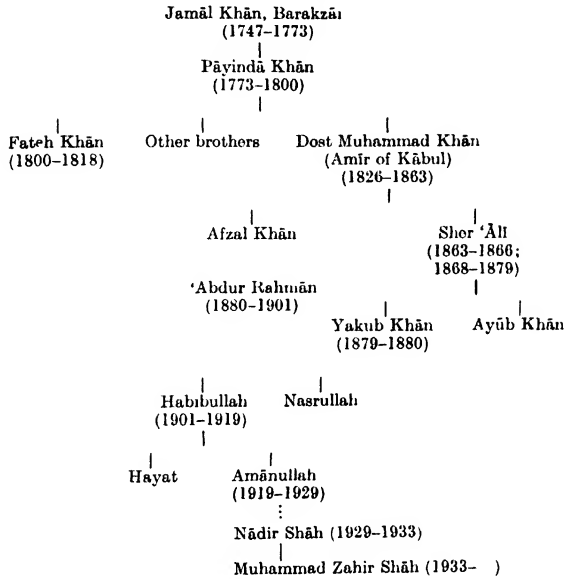 Jamāl Khān, Barakzāi
(1747–1773)
Pāyindā Khān
(1773–1800)
Fateh Khān Other brothers Dost Muhammad Khān
(1800–1818) (Amīr of Kābul)
(1826–1863)
Afzal Khān Sher ‘Ālī
(1863–1866;
1868–1879)
‘Abdur Rahmān
(1880–1901)
Yakub Khān Ayūb Khān
(1879–1880)
Habibullah Nasrullah
(1901–1919)
Hayat Amānullah
(1919–1929)
Nādir Shāh (1929–1933)
Muhammad Zahir Shāh (1933– )